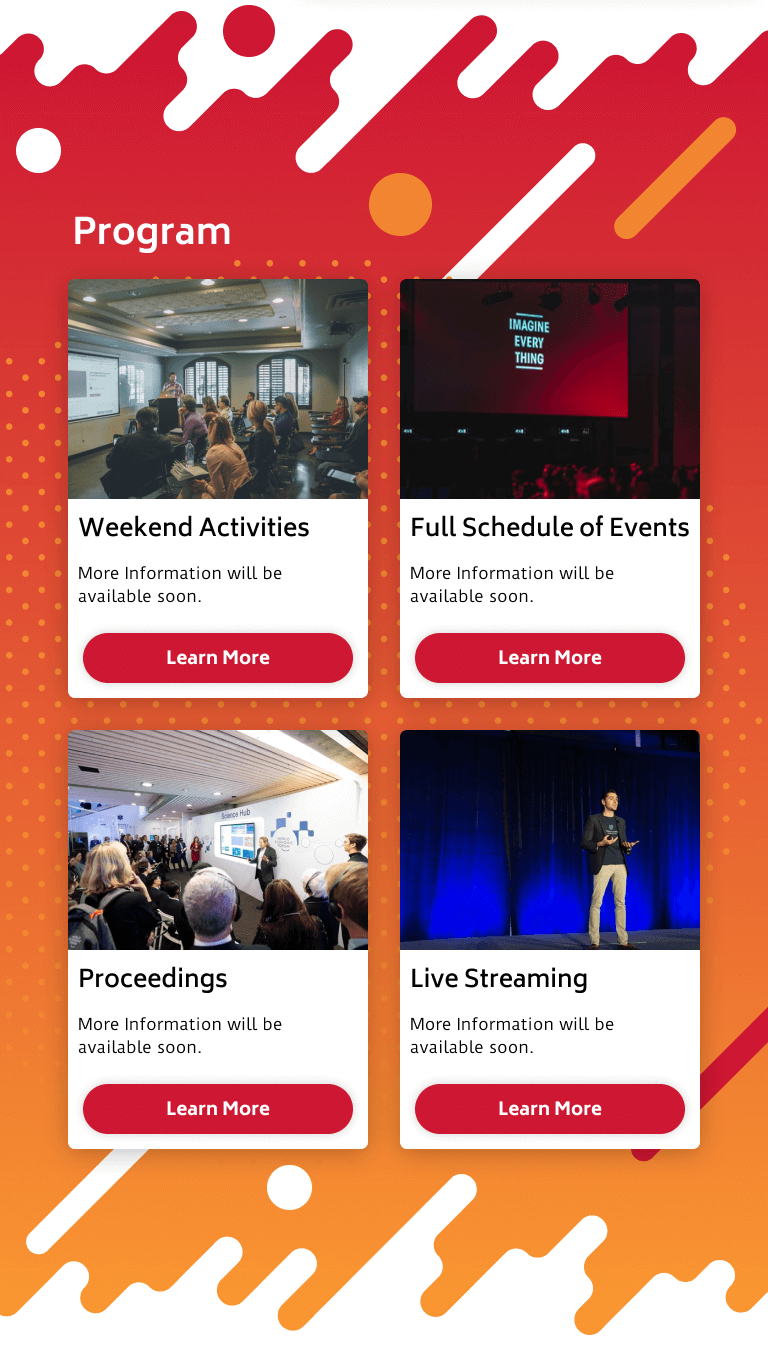 Program
IMAGINE
EVERY
THING
Weekend Activities
More Information will be
available soon.
Learn More
Full Schedule of Events
More Information will be
available soon.
Learn More
Science Hub
Proceedings
More Information will be
available soon.
Learn More
Live Streaming
More Information will be
available soon.
Learn More